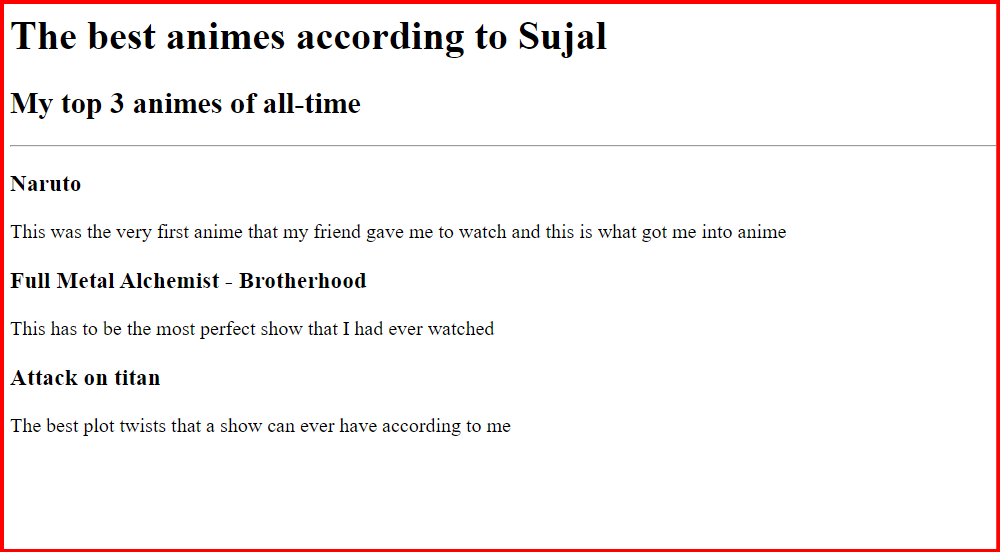 The best animes according to Sujal
My top 3 animes of all-time
Naruto
This was the very first anime that my friend gave me to watch and this is what got me into anime
Full Metal Alchemist - Brotherhood
This has to be the most perfect show that I had ever watched
Attack on titan
The best plot twists that a show can ever have according to me